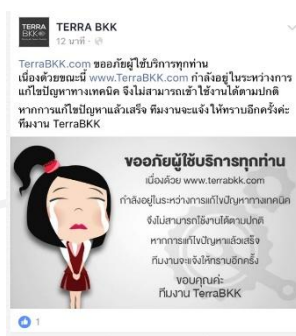 TERRA BKK
TERRA BKK
12 นาที ·
TerraBKK.com ขออภัยผู้ใช้บริการทุกท่าน
เนื่องด้วยขณะนี้ www.TerraBKK.com กำลังอยู่ในระหว่างการ
แก้ไขปัญหาทางเทคนิค จึงไม่สามารถเข้าใช้งานได้ตามปกติ
หากการแก้ไขปัญหาแล้วเสร็จ ทีมงานจะแจ้งให้ทราบอีกครั้งค่ะ
ทีมงาน TerraBKK
ขออภัยผู้ใช้บริการทุกท่าน
เนื่องด้วย www.terrabkk.com
กำลังอยู่ในระหว่างการแก้ไขปัญหาทางเทคนิค
จึงไม่สามารถใช้งานได้ตามปกติ
หากการแก้ไขปัญหาแล้วเสร็จ
ทีมงานจะแจ้งให้ทราบอีกครั้ง
ขอบคุณค่ะ
ทีมงาน TerraBKK
1